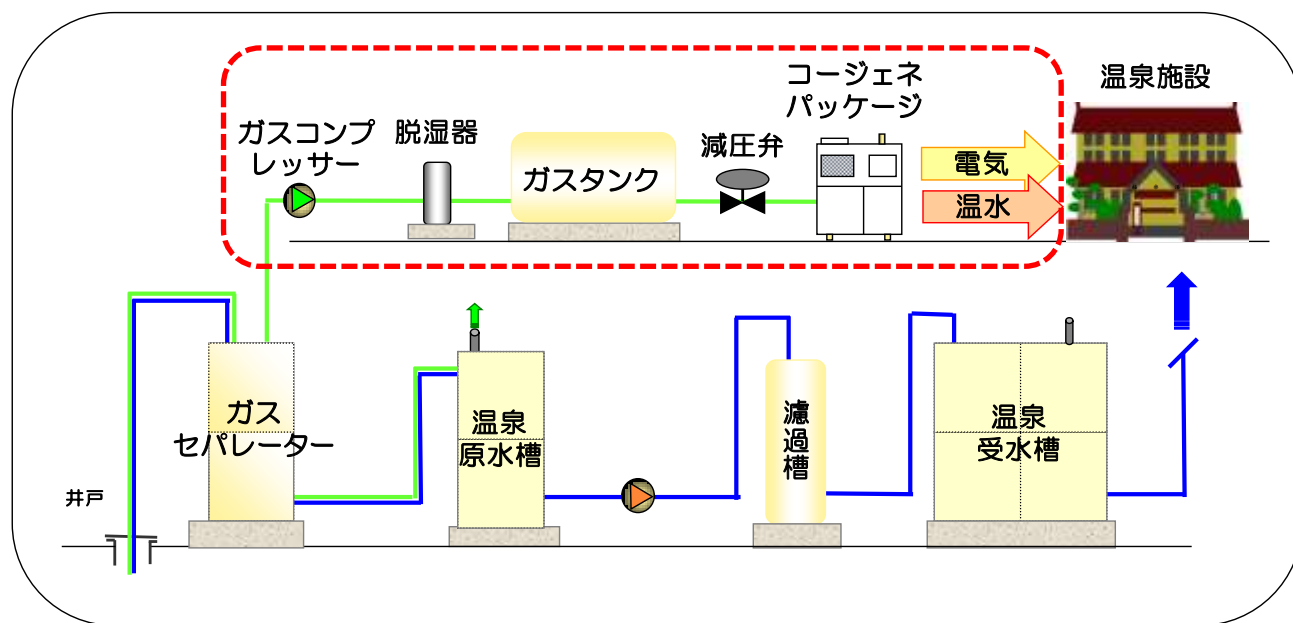 コージェネ
パッケージ
温泉施設
ガスコンプ
レッサー
脱湿器
ガスタンク
減圧弁
電気
温水
ガス
セパレーター
温泉
原水槽
濾過槽
温泉
受水槽
井戸